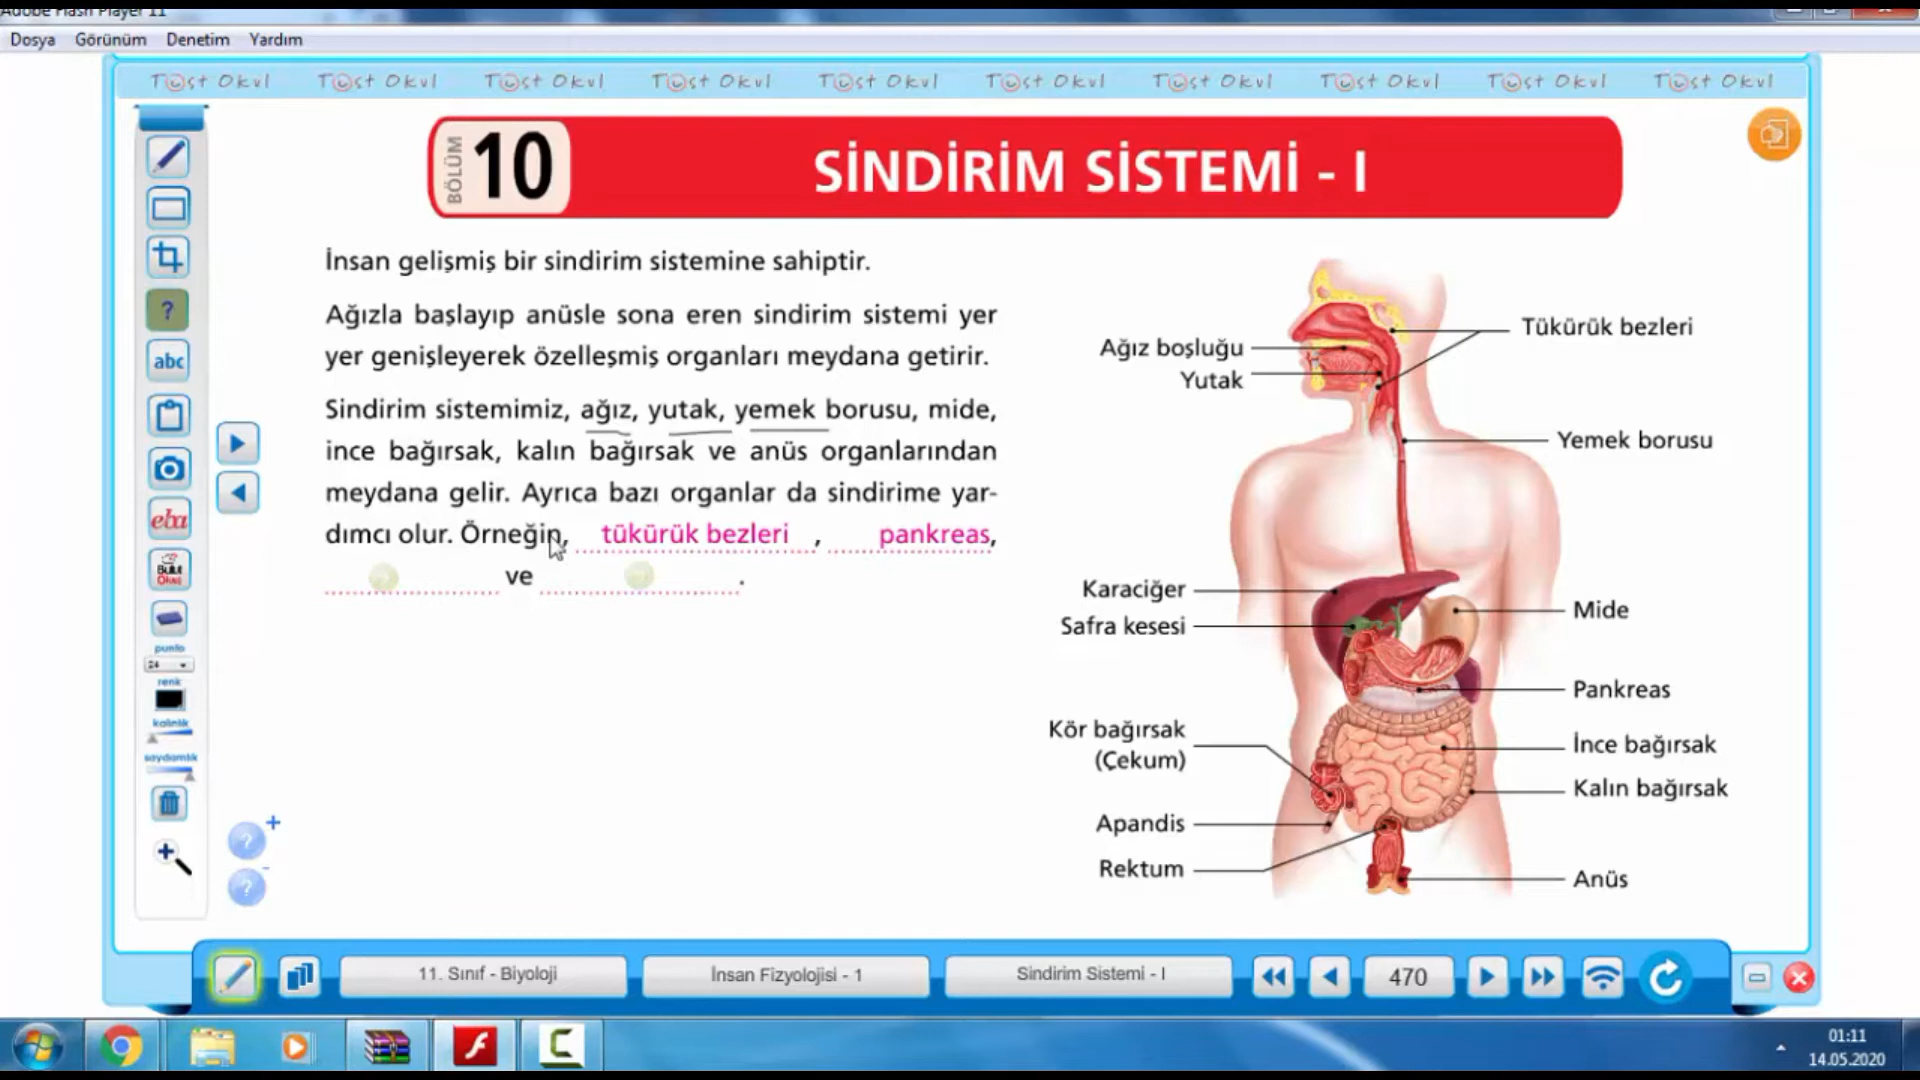 Adobe Flash Player 11
Dosya Görünüm Denetim Yardım
Test Okul Test Okul Test Okul Test Okul Test Okul Test Okul Test Okul Test Okul Test Okul Test Okul
BÖLÜM 10 SİNDİRİM SİSTEMİ - I
İnsan gelişmiş bir sindirim sistemine sahiptir.
Ağızla başlayıp anüsle sona eren sindirim sistemi yer
yer genişleyerek özelleşmiş organları meydana getirir.
Sindirim sistemimiz, ağız, yutak, yemek borusu, mide,
ince bağırsak, kalın bağırsak ve anüs organlarından
meydana gelir. Ayrıca bazı organlar da sindirime yar-
dımcı olur. Örneğin, tükürük bezleri , pankreas,
ve .
Ağız boşluğu
Yutak
Tükürük bezleri
Yemek borusu
Karaciğer
Safra kesesi
Mide
Pankreas
Kör bağırsak
(Çekum)
İnce bağırsak
Kalın bağırsak
Apandis
Rektum
Anüs
?
abc
eba
Bulut
Okul
punto
24
renk
kalınlık
saydamlık
? +
? -
11. Sınıf - Biyoloji
İnsan Fizyolojisi - 1
Sindirim Sistemi - I
470
01:11
14.05.2020